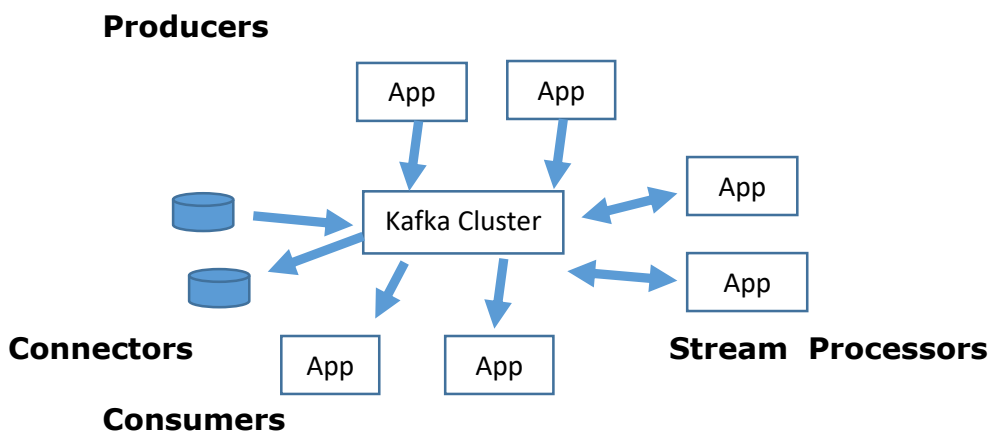 Producers
App
App
App
Kafka Cluster
App
Connectors
Stream Processors
App
App
Consumers